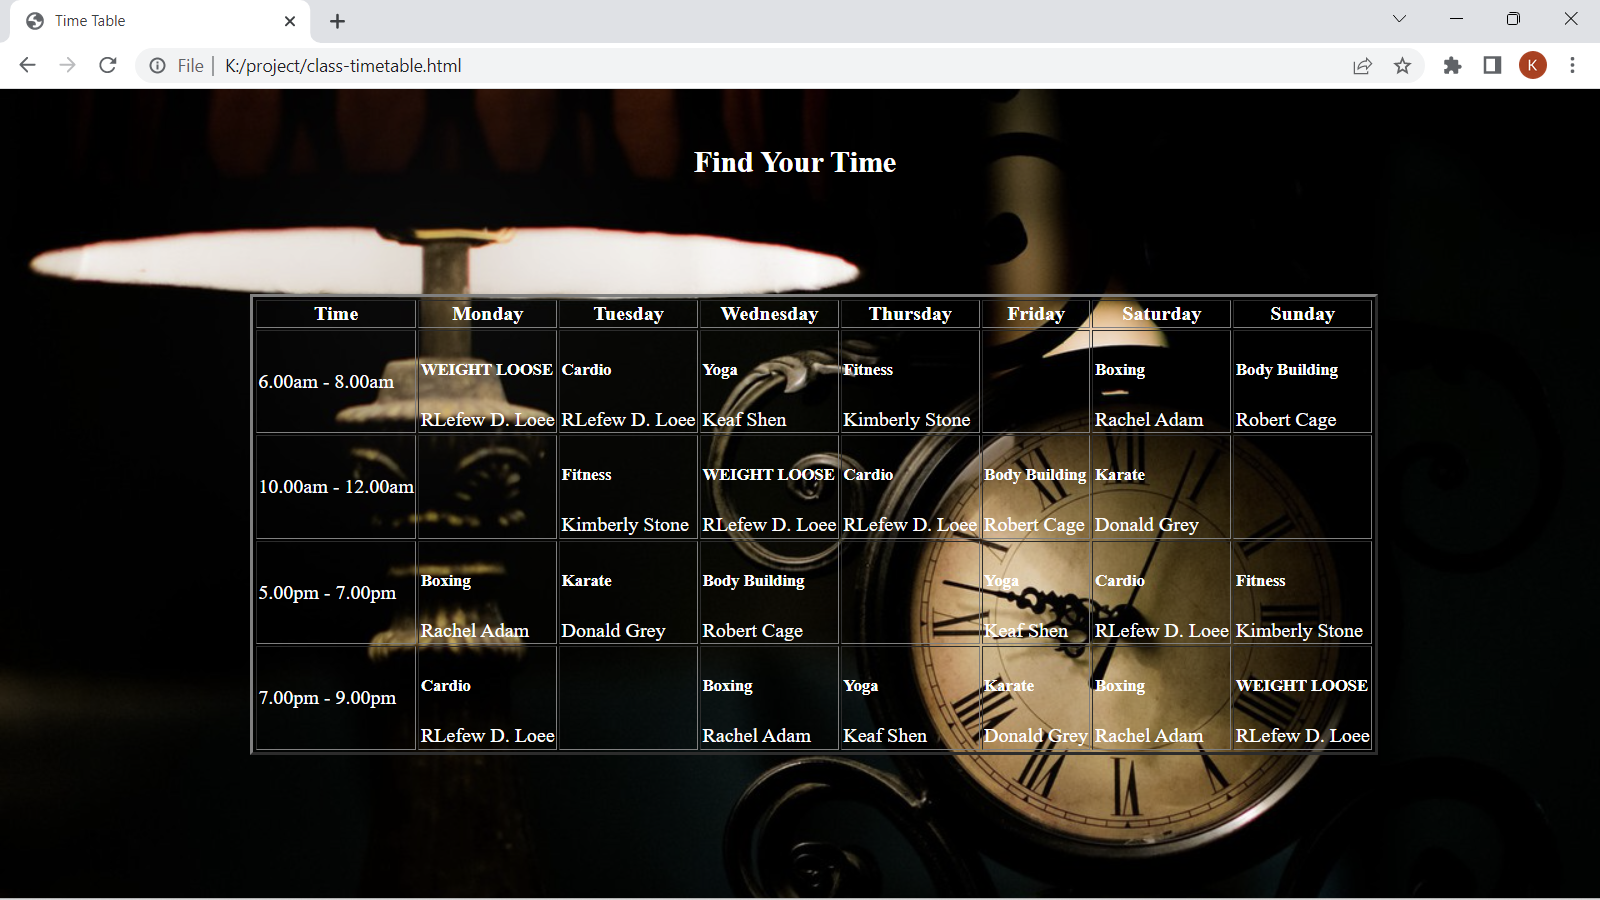 Time Table
File | K:/project/class-timetable.html
K
Find Your Time
Time Monday Tuesday Wednesday Thursday Friday Saturday Sunday
WEIGHT LOOSE Cardio Yoga Fitness Boxing Body Building
6.00am - 8.00am
RLefew D. Loee RLefew D. Loee Keaf Shen Kimberly Stone Rachel Adam Robert Cage
Fitness WEIGHT LOOSE Cardio Body Building Karate
10.00am - 12.00am
Kimberly Stone RLefew D. Loee RLefew D. Loee Robert Cage Donald Grey
Boxing Karate Body Building Yoga Cardio Fitness
5.00pm - 7.00pm
Rachel Adam Donald Grey Robert Cage Keaf Shen RLefew D. Loee Kimberly Stone
Cardio Boxing Yoga Karate Boxing WEIGHT LOOSE
7.00pm - 9.00pm
RLefew D. Loee Rachel Adam Keaf Shen Donald Grey Rachel Adam RLefew D. Loee